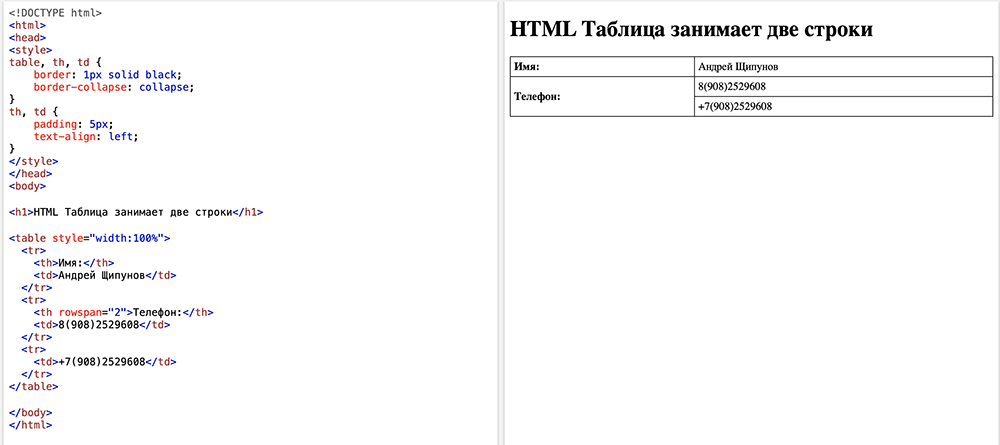 <!DOCTYPE html>
<html>
<head>
<style>
table, th, td {
    border: 1px solid black;
    border-collapse: collapse;
}
th, td {
    padding: 5px;
    text-align: left;
}
</style>
</head>
<body>
<h1>HTML Таблица занимает две строки</h1>
<table style="width:100%">
  <tr>
    <th>Имя:</th>
    <td>Андрей Щипунов</td>
  </tr>
  <tr>
    <th rowspan="2">Телефон:</th>
    <td>8(908)2529608</td>
  </tr>
  <tr>
    <td>+7(908)2529608</td>
  </tr>
</table>
</body>
</html>
HTML Таблица занимает две строки
Имя: Андрей Щипунов
Телефон: 8(908)2529608
+7(908)2529608